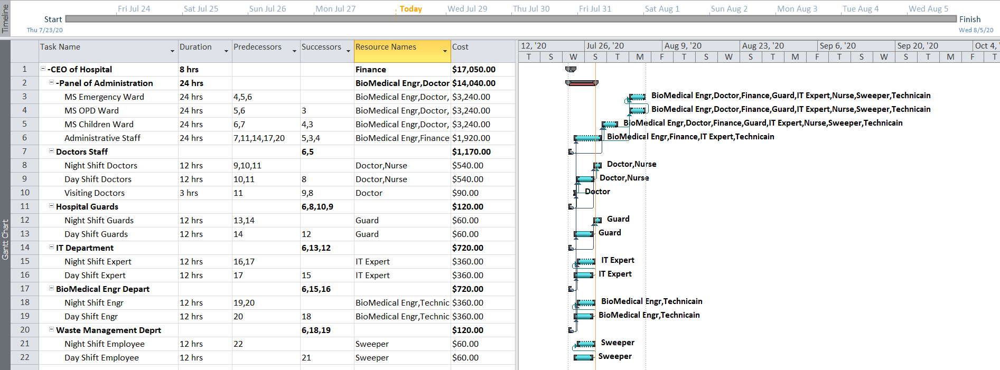 Timeline
Fri Jul 24 Sat Jul 25 Sun Jul 26 Mon Jul 27 Today Wed Jul 29 Thu Jul 30 Fri Jul 31 Sat Aug 1 Sun Aug 2 Mon Aug 3 Tue Aug 4 Wed Aug 5
Start Finish
Thu 7/23/20 Wed 8/5/20
Gantt Chart
Task Name Duration Predecessors Successors Resource Names Cost
12, '20 Jul 26, '20 Aug 9, '20 Aug 23, '20 Sep 6, '20 Sep 20, '20 Oct 4, '
T S W S T M F T S W S T M F T S W S T M F T
1 -CEO of Hospital 8 hrs Finance $17,050.00
2 -Panel of Administration 24 hrs BioMedical Engr,Doctor $14,040.00
3 MS Emergency Ward 24 hrs 4,5,6 BioMedical Engr,Doctor, $3,240.00 BioMedical Engr,Doctor,Finance,Guard,IT Expert,Nurse,Sweeper,Technicain
4 MS OPD Ward 24 hrs 5,6 3 BioMedical Engr,Doctor, $3,240.00 BioMedical Engr,Doctor,Finance,Guard,IT Expert,Nurse,Sweeper,Technicain
5 MS Children Ward 24 hrs 6,7 4,3 BioMedical Engr,Doctor, $3,240.00 BioMedical Engr,Doctor,Finance,Guard,IT Expert,Nurse,Sweeper,Technicain
6 Administrative Staff 24 hrs 7,11,14,17,20 5,3,4 BioMedical Engr,Finance $1,920.00 BioMedical Engr,Finance,IT Expert,Technicain
7 Doctors Staff 6,5 $1,170.00
8 Night Shift Doctors 12 hrs 9,10,11 Doctor,Nurse $540.00 Doctor,Nurse
9 Day Shift Doctors 12 hrs 10,11 8 Doctor,Nurse $540.00 Doctor,Nurse
10 Visiting Doctors 3 hrs 11 9,8 Doctor $90.00 Doctor
11 Hospital Guards 6,8,10,9 $120.00
12 Night Shift Guards 12 hrs 13,14 Guard $60.00 Guard
13 Day Shift Guards 12 hrs 14 12 Guard $60.00 Guard
14 IT Department 6,13,12 $720.00
15 Night Shift Expert 12 hrs 16,17 IT Expert $360.00 IT Expert
16 Day Shift Expert 12 hrs 17 15 IT Expert $360.00 IT Expert
17 BioMedical Engr Depart 6,15,16 $720.00
18 Night Shift Engr 12 hrs 19,20 BioMedical Engr,Technic $360.00 BioMedical Engr,Technicain
19 Day Shift Engr 12 hrs 20 18 BioMedical Engr,Technic $360.00 BioMedical Engr,Technicain
20 Waste Management Deprt 6,18,19 $120.00
21 Night Shift Employee 12 hrs 22 Sweeper $60.00 Sweeper
22 Day Shift Employee 12 hrs 21 Sweeper $60.00 Sweeper